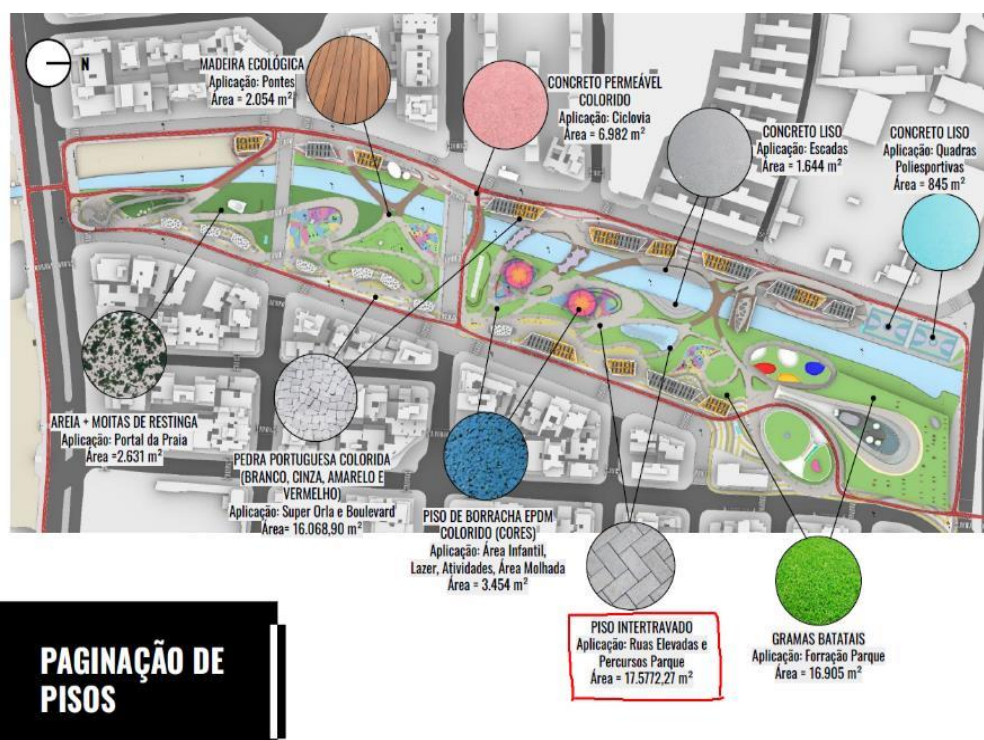 N
MADEIRA ECOLÓGICA
Aplicação: Pontes
Área = 2.054 m²
CONCRETO PERMEÁVEL
COLORIDO
Aplicação: Ciclovia
Área = 6.982 m²
CONCRETO LISO
Aplicação: Escadas
Área = 1.644 m²
CONCRETO LISO
Aplicação: Quadras
Poliesportivas
Área = 845 m²
AREIA + MOITAS DE RESTINGA
Aplicação: Portal da Praia
Área =2.631 m²
PEDRA PORTUGUESA COLORIDA
(BRANCO, CINZA, AMARELO E
VERMELHO)
Aplicação: Super Orla e Boulevard
Área= 16.068,90 m²
PISO DE BORRACHA EPDM
COLORIDO (CORES)
Aplicação: Área Infantil,
Lazer, Atividades, Área Molhada
Área = 3.454 m²
PISO INTERTRAVADO
Aplicação: Ruas Elevadas e
Percursos Parque
Área = 17.5772,27 m²
GRAMAS BATATAIS
Aplicação: Forração Parque
Área = 16.905 m²
PAGINAÇÃO DE
PISOS